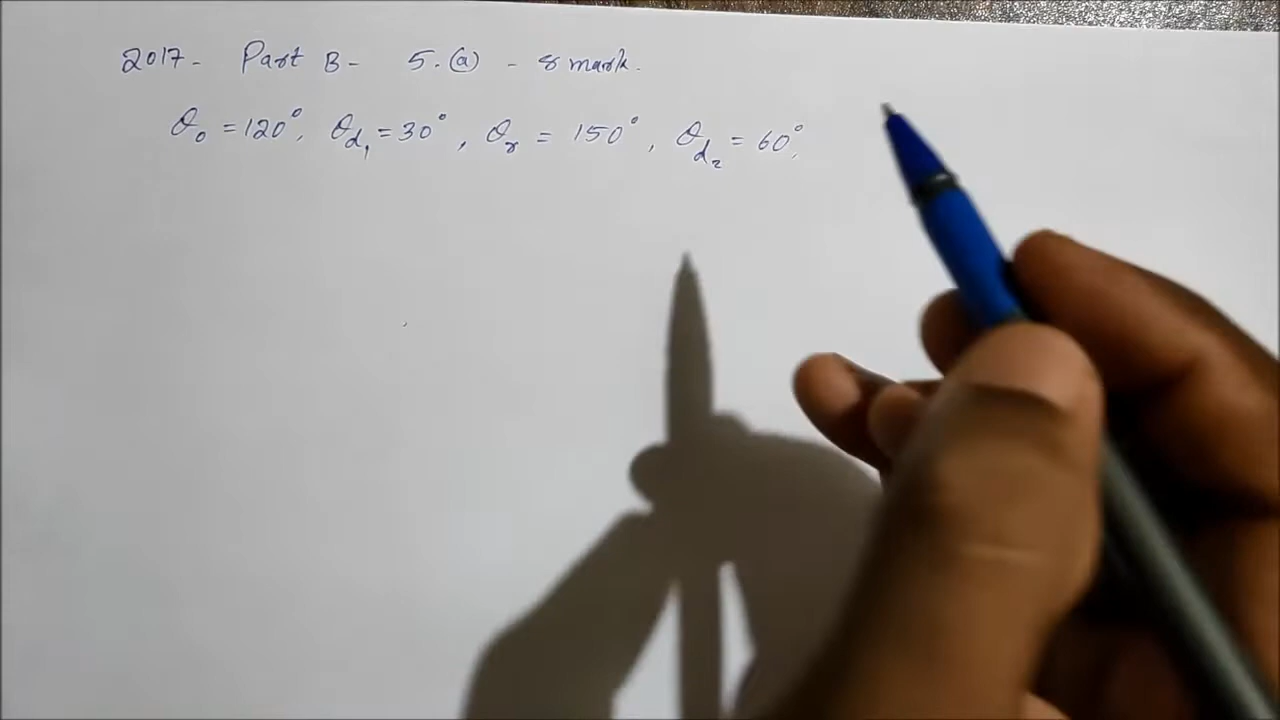 2017- Part B- 5.(a) - 8 mark.
θ₀ = 120°, θd₁ = 30°, θr = 150°, θd₂ = 60°,